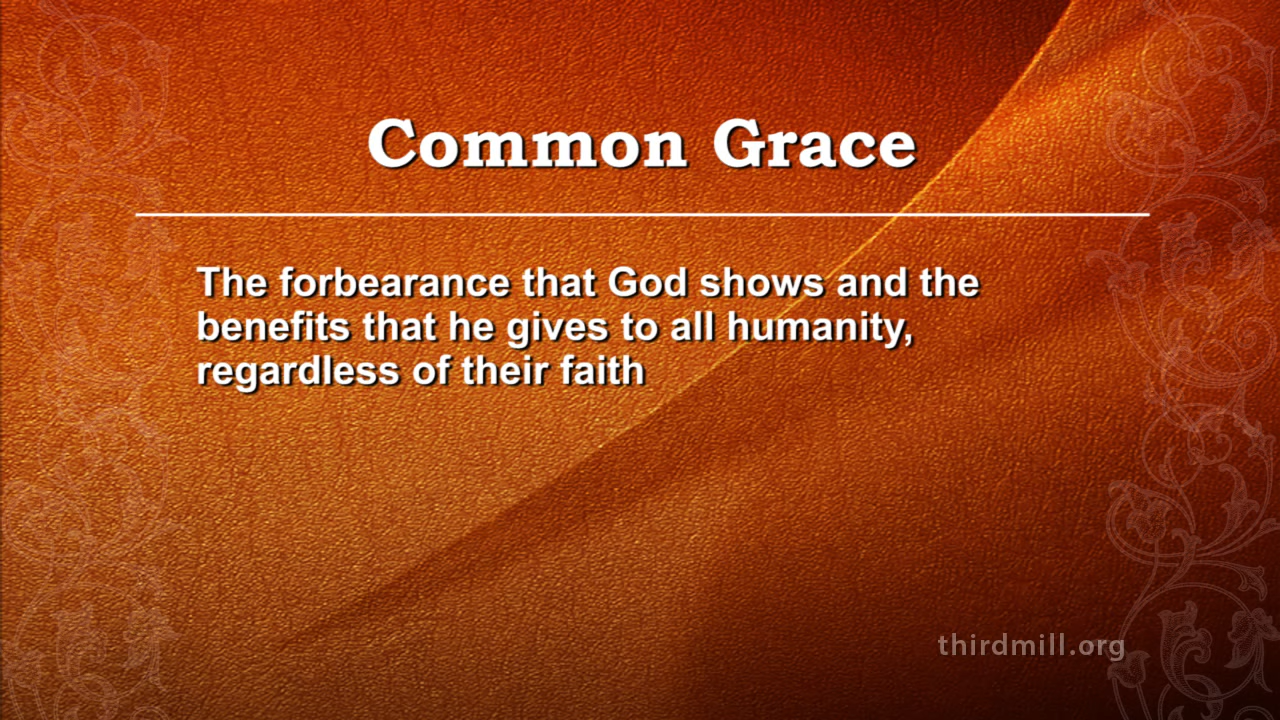 Common Grace
The forbearance that God shows and the
benefits that he gives to all humanity,
regardless of their faith
thirdmill.org